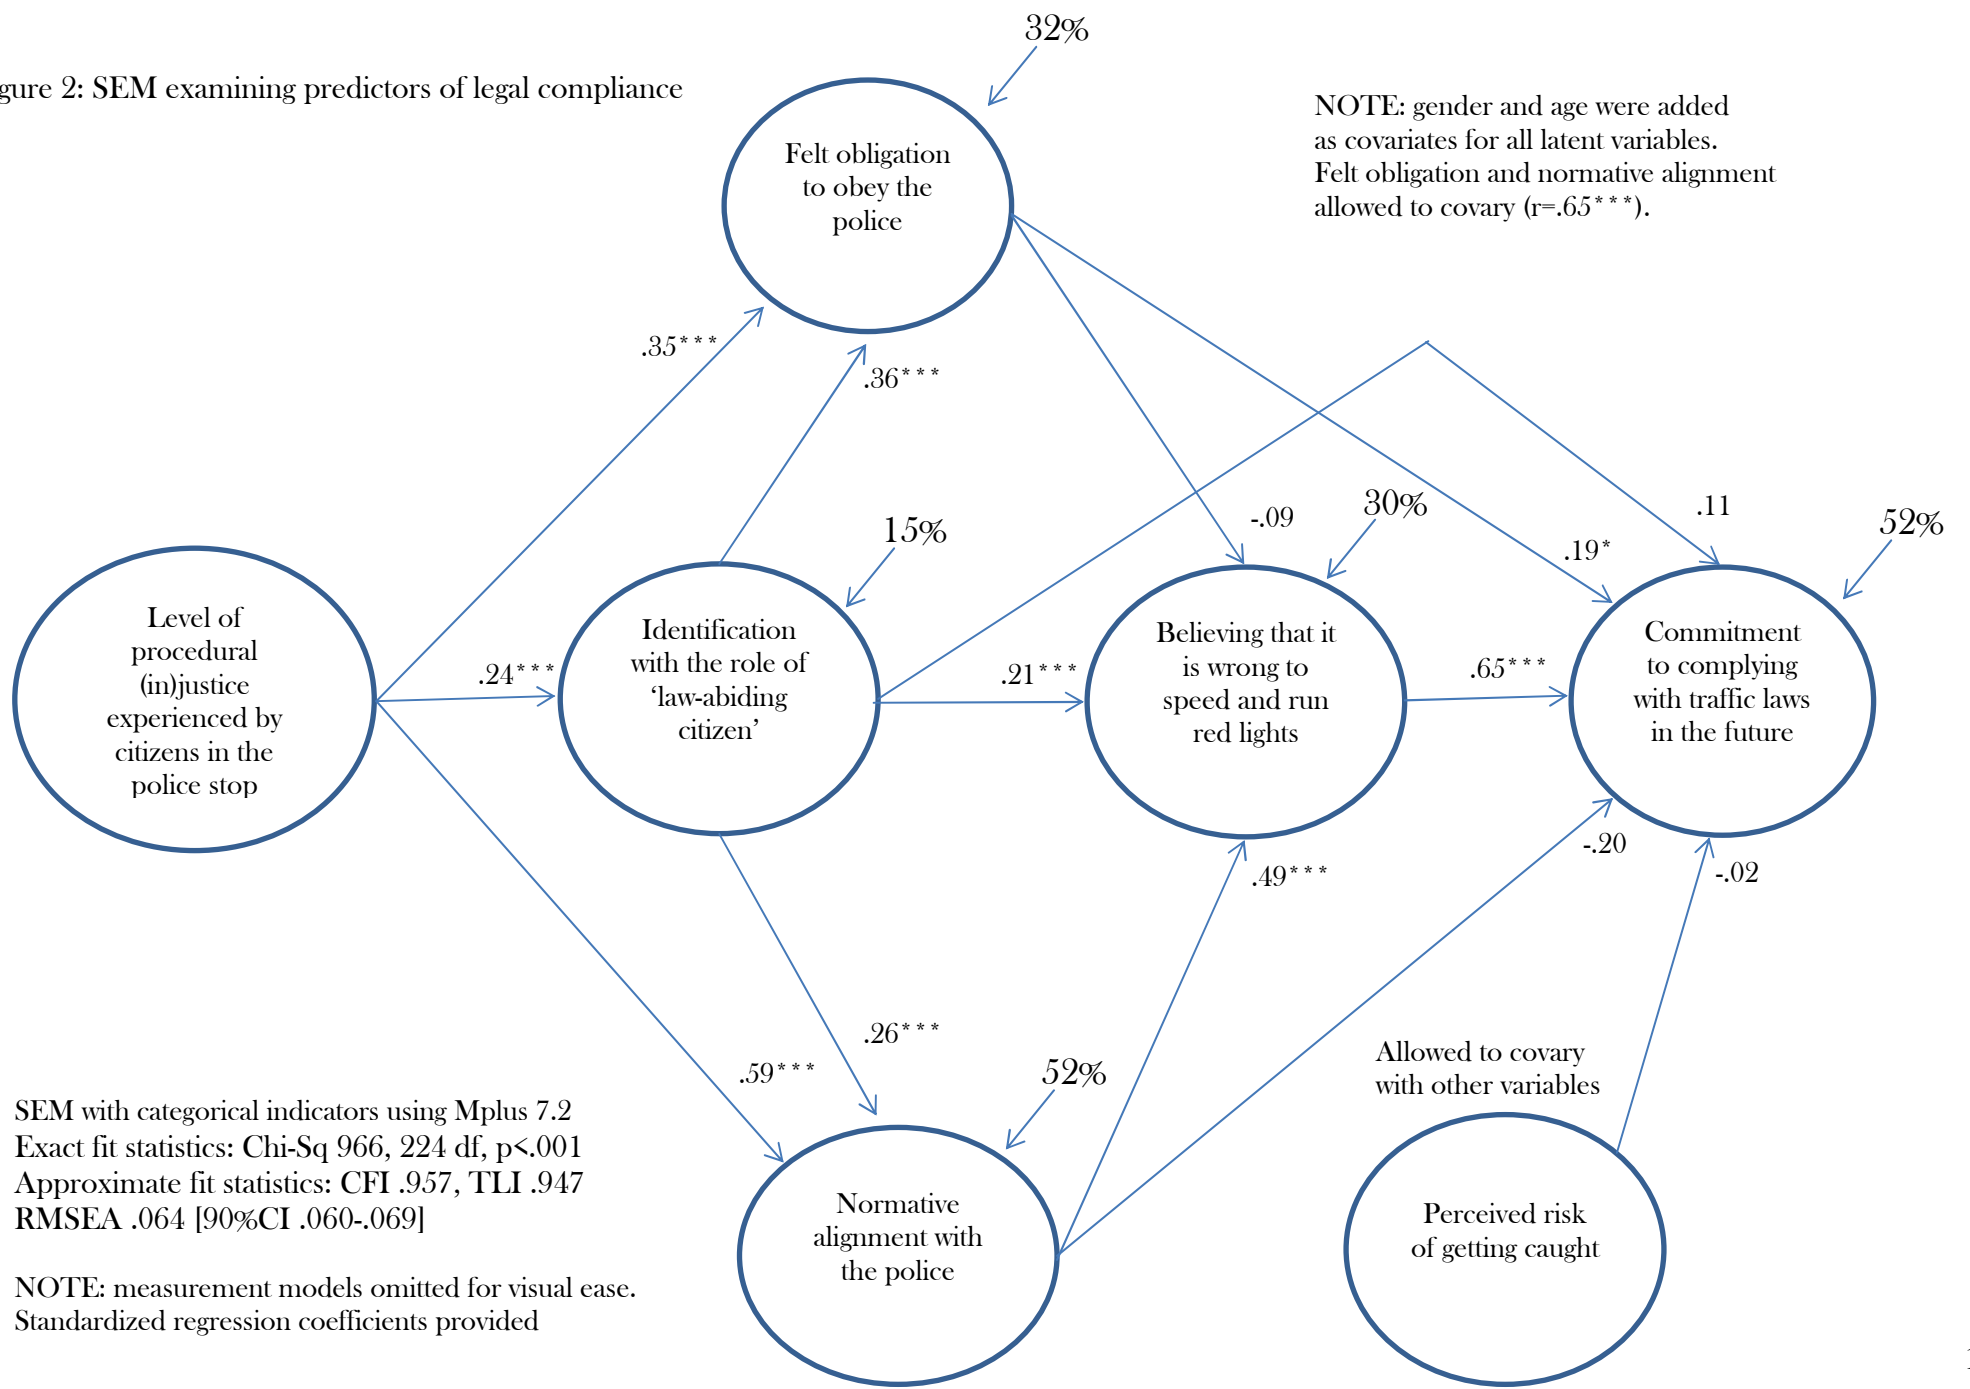 32%
gure 2: SEM examining predictors of legal compliance
NOTE: gender and age were added
as covariates for all latent variables.
Felt obligation and normative alignment
allowed to covary (r=.65***).
Felt obligation
to obey the
police
.35***
.36***
15%
-.09
30%
.11
.19*
52%
Level of
procedural
(in)justice
experienced by
citizens in the
police stop
.24***
Identification
with the role of
‘law-abiding
citizen’
.21***
Believing that it
is wrong to
speed and run
red lights
.65***
Commitment
to complying
with traffic laws
in the future
-.20
-.02
.49***
.26***
.59***
52%
Allowed to covary
with other variables
SEM with categorical indicators using Mplus 7.2
Exact fit statistics: Chi-Sq 966, 224 df, p<.001
Approximate fit statistics: CFI .957, TLI .947
RMSEA .064 [90%CI .060-.069]
Normative
alignment with
the police
Perceived risk
of getting caught
NOTE: measurement models omitted for visual ease.
Standardized regression coefficients provided